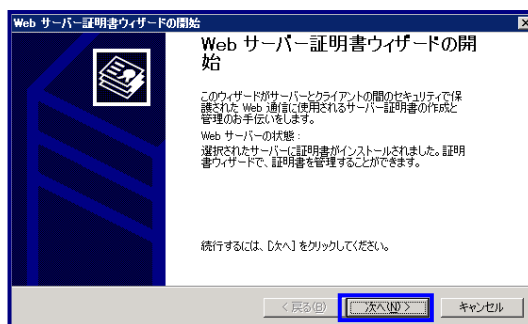 Web サーバー証明書ウィザードの開始
Web サーバー証明書ウィザードの開
始
このウィザードがサーバーとクライアントの間のセキュリティで保
護された Web 通信に使用されるサーバー証明書の作成と
管理のお手伝いをします。
Web サーバーの状態 :
選択されたサーバーに証明書がインストールされました。証明
書ウィザードで、証明書を管理することができます。
続行するには、[次へ] をクリックしてください。
< 戻る(B)
次へ(N) >
キャンセル